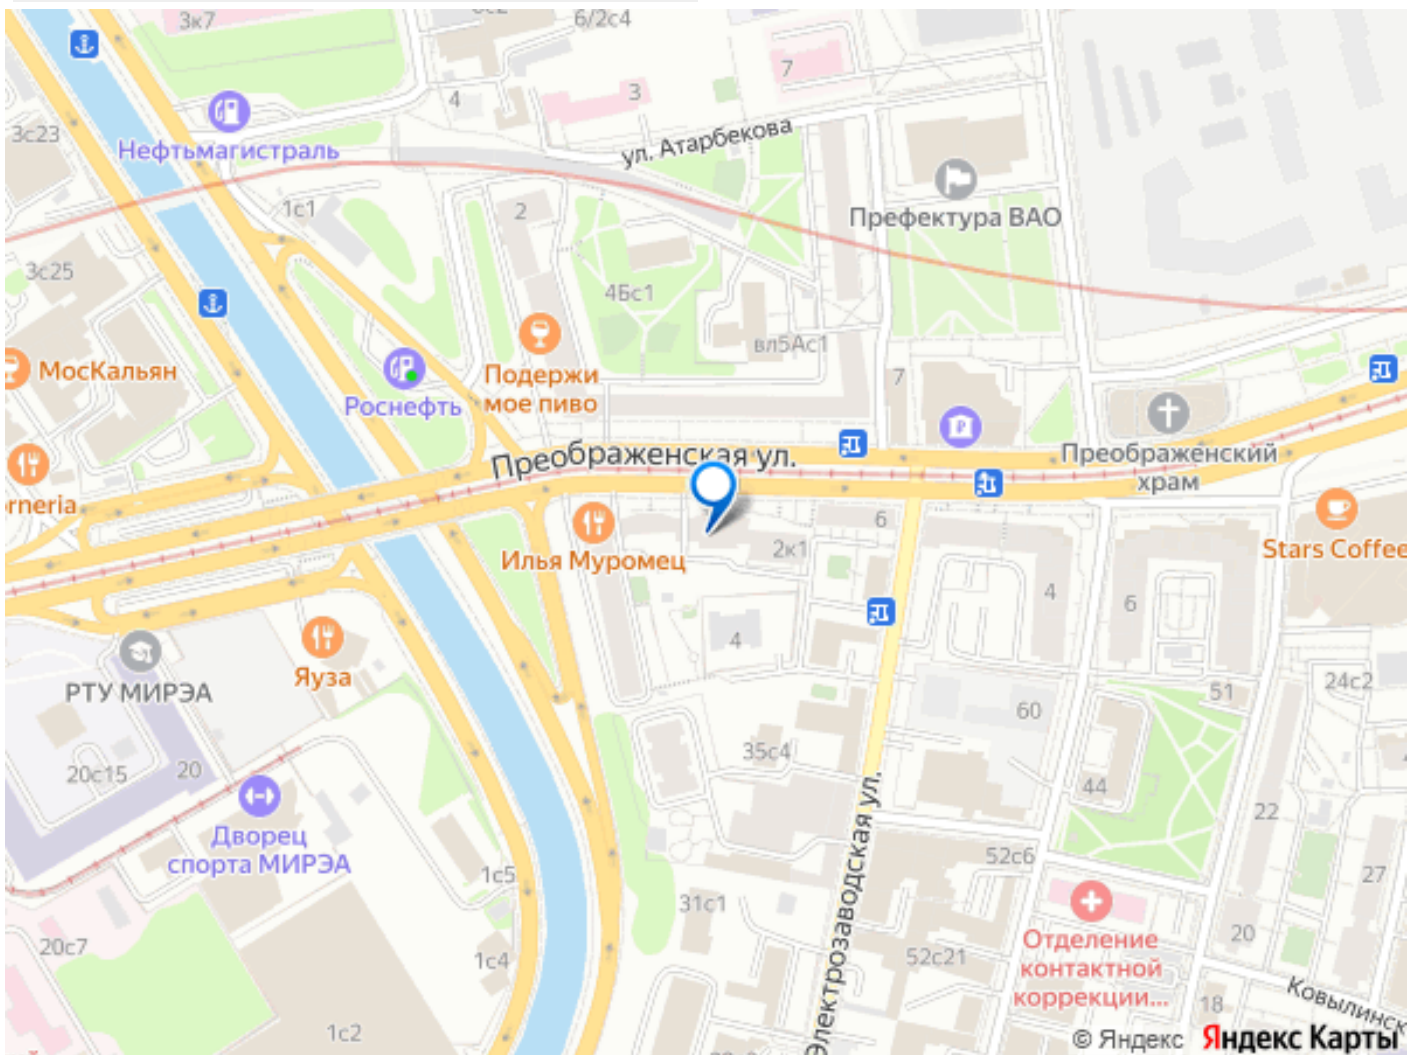 3к7
6/2с4
7
3
4
3с23
Нефтьмагистраль
ул. Атарбекова
1с1
2
Префектура ВАО
3с25
4Бс1
вл5Ас1
МосКальян
Подержи
мое пиво
7
Роснефть
Преображенская ул.
Преображенский
храм
rneria
6
Илья Муромец
2к1
Stars Coffee
4
6
4
Яуза
РТУ МИРЭА
51
24с2
60
35с4
20с15
20
44
22
Дворец
спорта МИРЭА
Электрозаводская ул.
52с6
1с5
27
31с1
20с7
Отделение
контактной
коррекции...
20
1с4
52с21
18
Ковылинск
1с2
© Яндекс Яндекс Карты